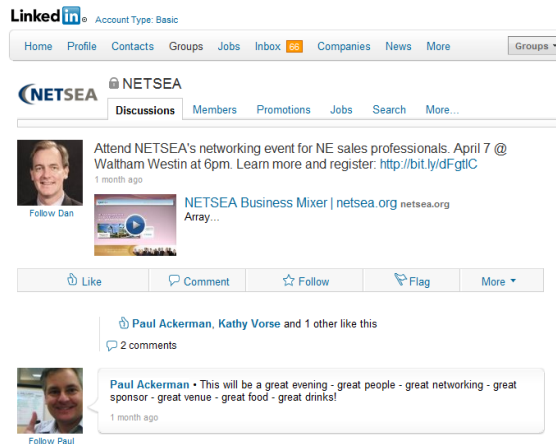 LinkedIn® Account Type: Basic
Home Profile Contacts Groups Jobs Inbox 66 Companies News More Groups
NETSEA NETSEA
Discussions Members Promotions Jobs Search More...
Attend NETSEA's networking event for NE sales professionals. April 7 @
Waltham Westin at 6pm. Learn more and register: http://bit.ly/dFgtlC
1 month ago
Follow Dan
NETSEA Business Mixer | netsea.org netsea.org
Array...
Like Comment Follow Flag More
Paul Ackerman, Kathy Vorse and 1 other like this
2 comments
Paul Ackerman • This will be a great evening - great people - great networking - great
sponsor - great venue - great food - great drinks!
1 month ago
Follow Paul